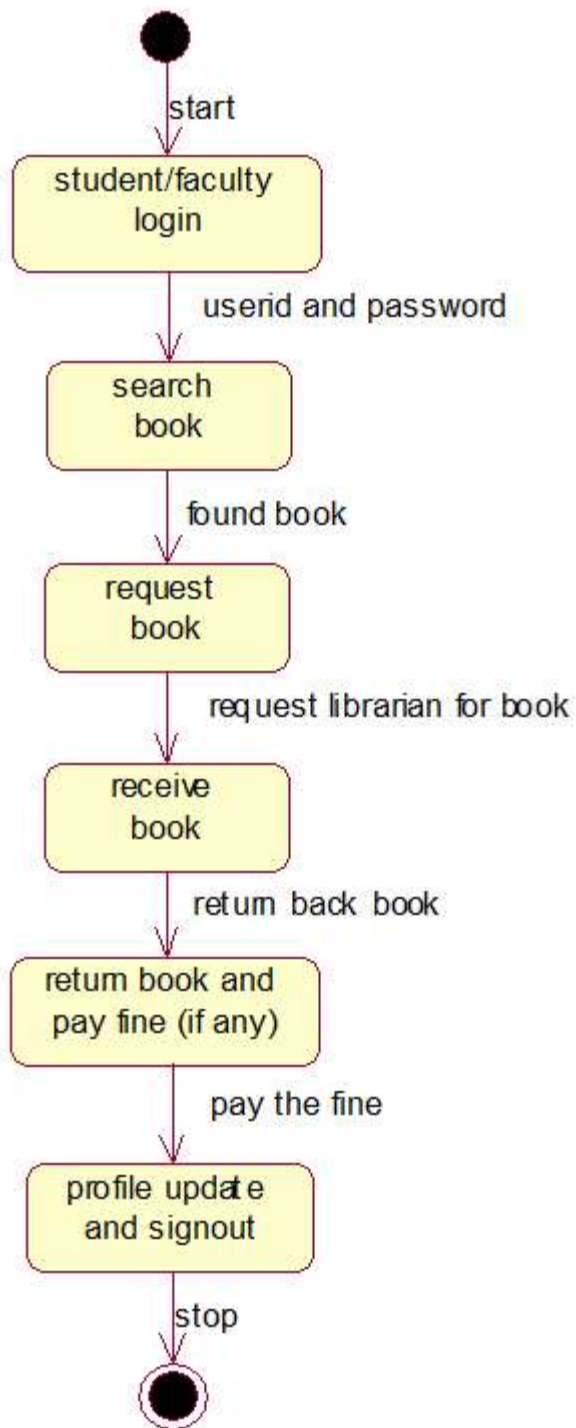 start
student/faculty
login
userid and password
search
book
found book
request
book
request librarian for book
receive
book
return back book
return book and
pay fine (if any)
pay the fine
profile update
and signout
stop